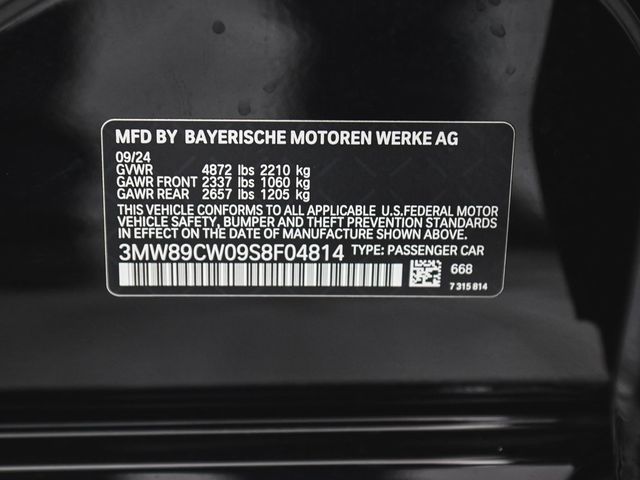 MFD BY BAYERISCHE MOTOREN WERKE AG
09/24
GVWR 4872 lbs 2210 kg
GAWR FRONT 2337 lbs 1060 kg
GAWR REAR 2657 lbs 1205 kg
THIS VEHICLE CONFORMS TO ALL APPLICABLE U.S.FEDERAL MOTOR
VEHICLE SAFETY, BUMPER AND THEFT PREVENTION STANDARDS
IN EFFECT ON THE DATE OF MANUFACTURE SHOWN ABOVE.
3MW89CW09S8F04814 TYPE: PASSENGER CAR
668
7 315 814